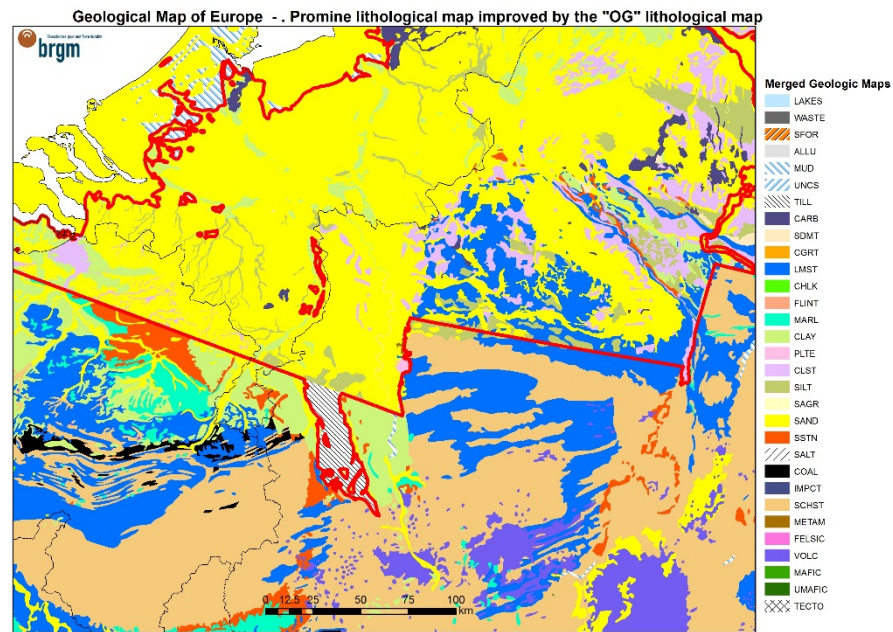 Geological Map of Europe - . Promine lithological map improved by the "OG" lithological map
brgm
Merged Geologic Maps
LAKES
WASTE
SFOR
ALLU
MUD
UNCS
TILL
CARB
SDMT
CGRT
LMST
CHLK
FLINT
MARL
CLAY
PLTE
CLST
SILT
SAGR
SAND
SSTN
SALT
COAL
IMPCT
SCHST
METAM
FELSIC
VOLC
MAFIC
UMAFIC
TECTO
0 12.5 25 50 75 100
km